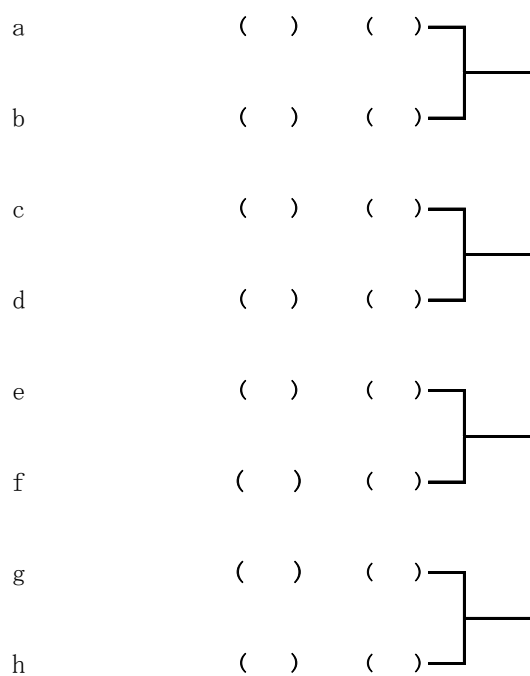 a ( ) ( )
b ( ) ( )
c ( ) ( )
d ( ) ( )
e ( ) ( )
f ( ) ( )
g ( ) ( )
h ( ) ( )